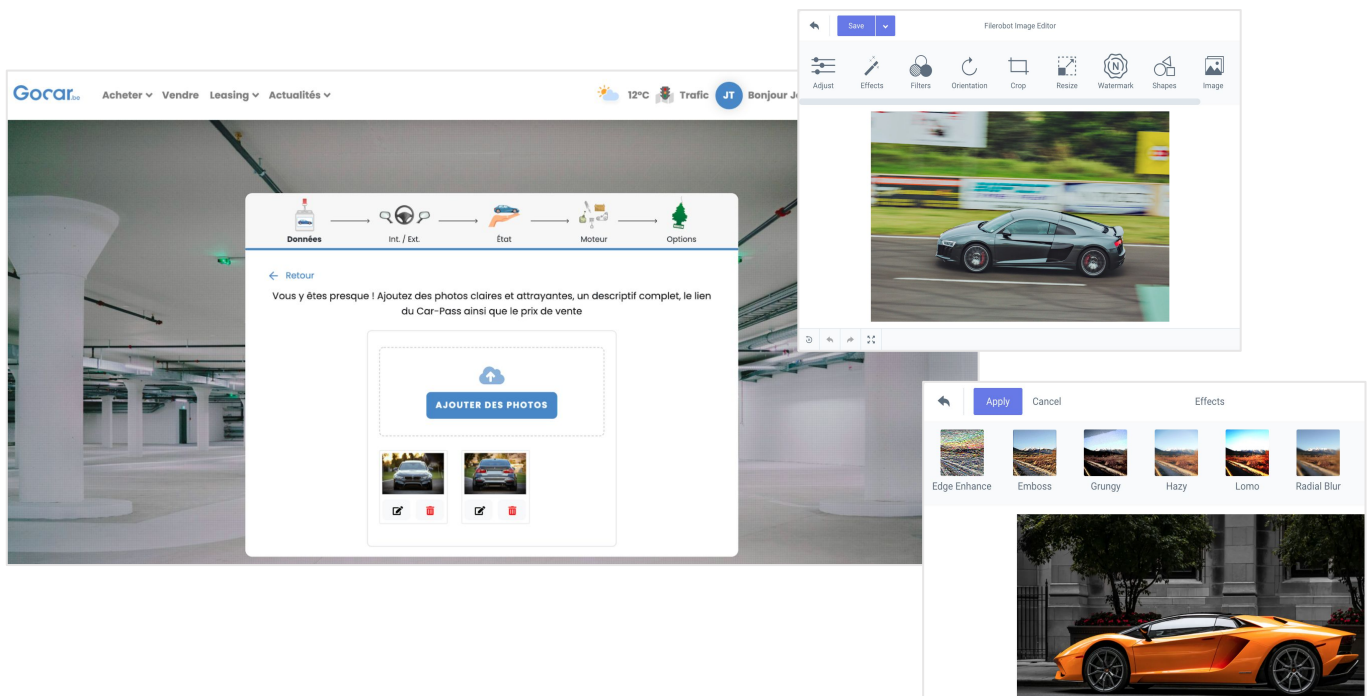 Gocar.be
Acheter Vendre Leasing Actualités
12°C Trafic JT Bonjour
Données Int. / Ext. État Moteur Options
← Retour
Vous y êtes presque ! Ajoutez des photos claires et attrayantes, un descriptif complet, le lien
du Car-Pass ainsi que le prix de vente
AJOUTER DES PHOTOS
Save Filerobot Image Editor
Adjust Effects Filters Orientation Crop Resize Watermark Shapes Image
Apply Cancel Effects
Edge Enhance Emboss Grungy Hazy Lomo Radial Blur